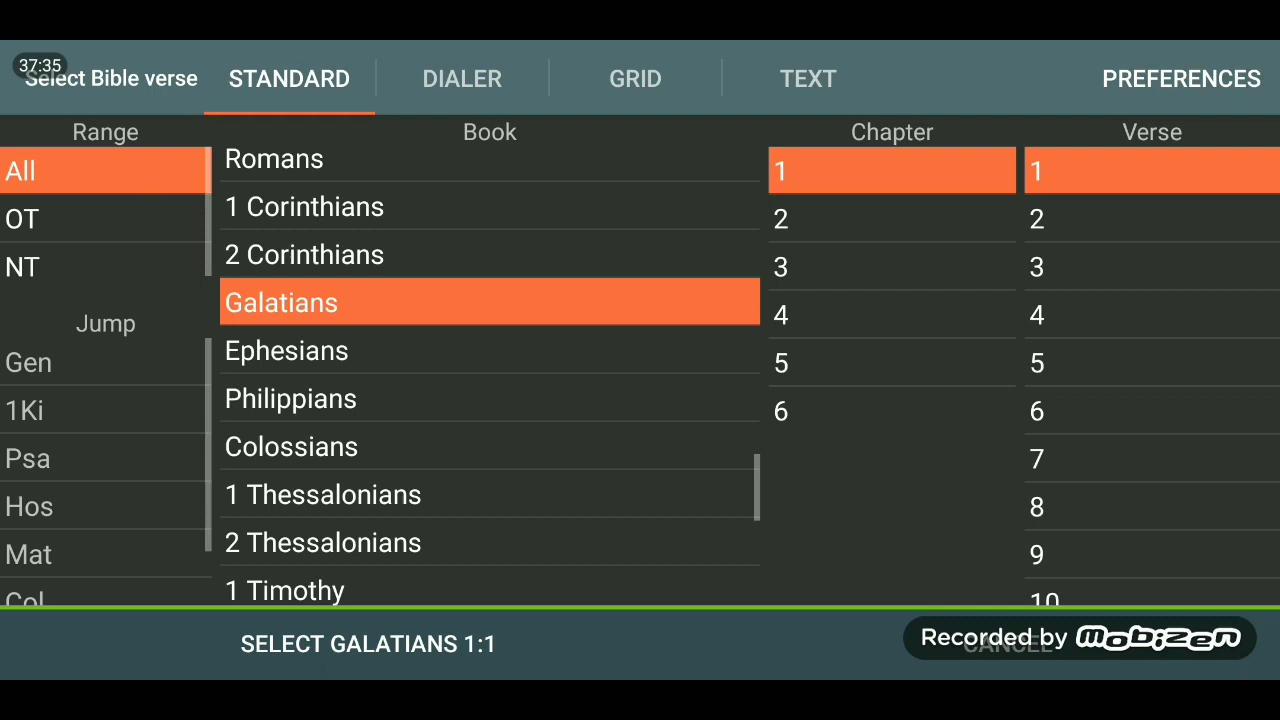 37:35
Select Bible verse
STANDARD
DIALER
GRID
TEXT
PREFERENCES
Range
Book
Chapter
Verse
All
OT
NT
Jump
Gen
1Ki
Psa
Hos
Mat
Col
Romans
1 Corinthians
2 Corinthians
Galatians
Ephesians
Philippians
Colossians
1 Thessalonians
2 Thessalonians
1 Timothy
1
2
3
4
5
6
1
2
3
4
5
6
7
8
9
10
SELECT GALATIANS 1:1
CANCEL
Recorded by mobizen